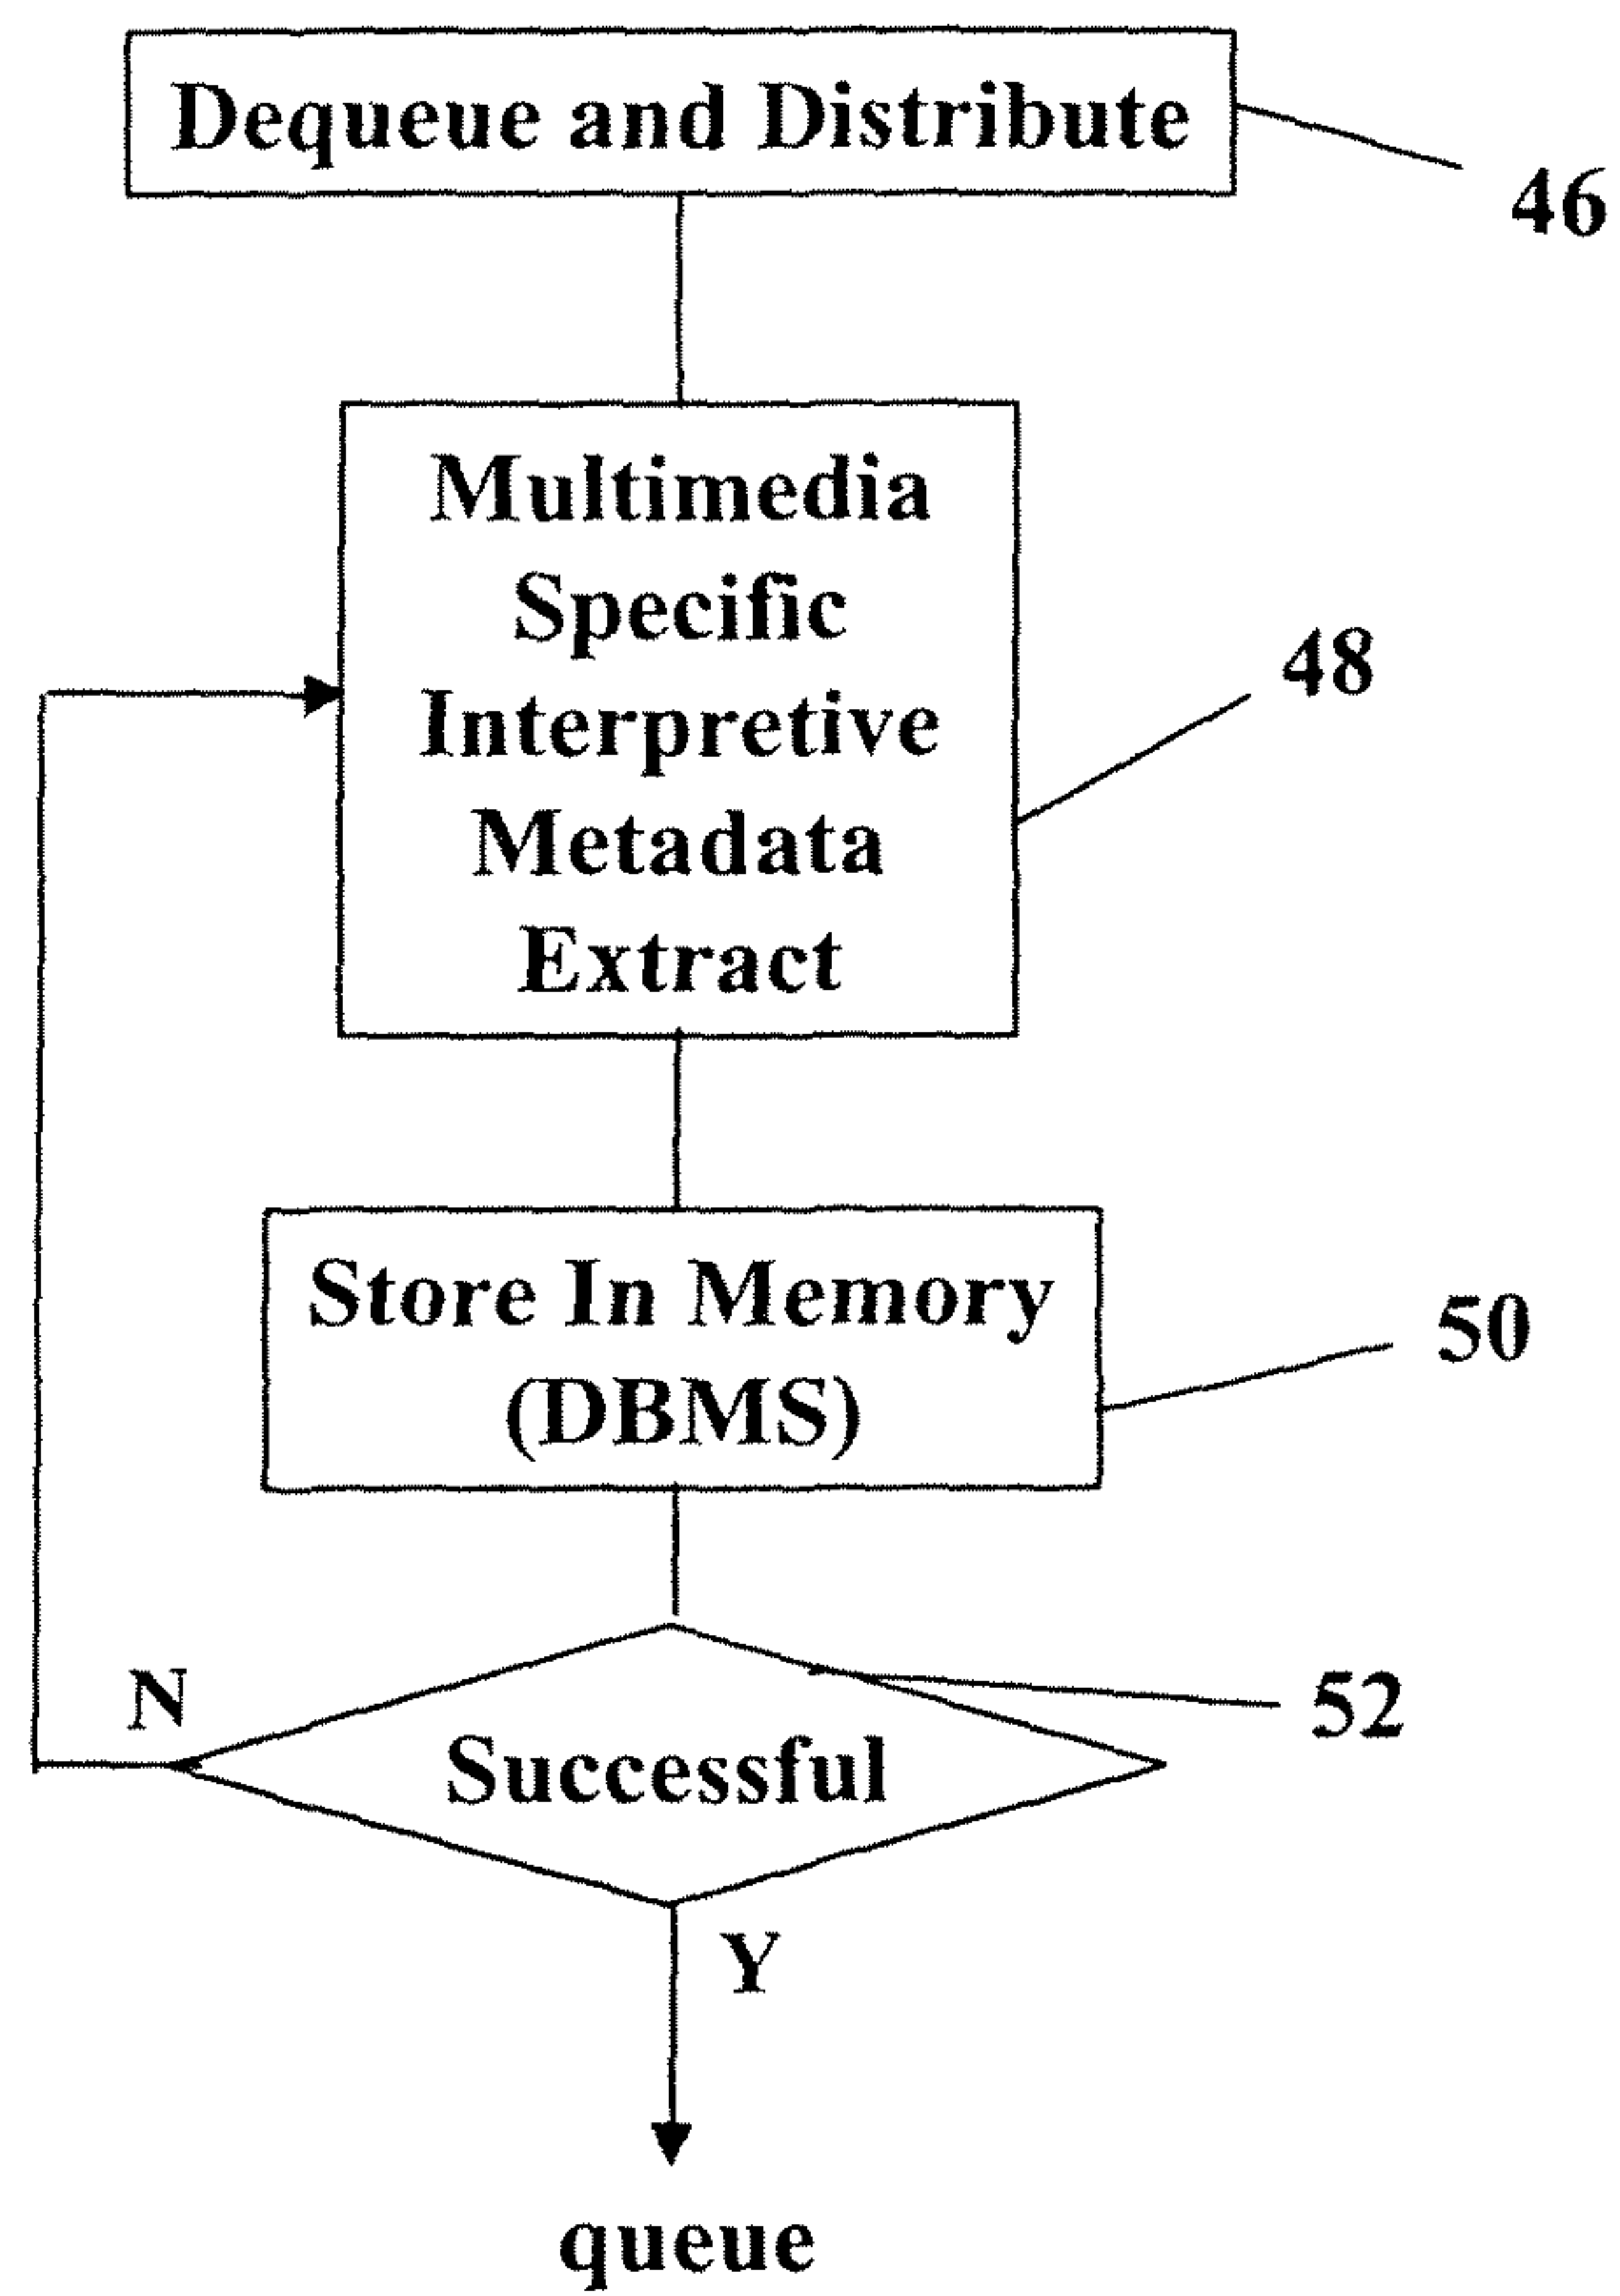 Dequeue and Distribute
46
Multimedia
Specific
Interpretive
Metadata
Extract
48
Store In Memory
(DBMS)
50
N
Successful
52
Y
queue